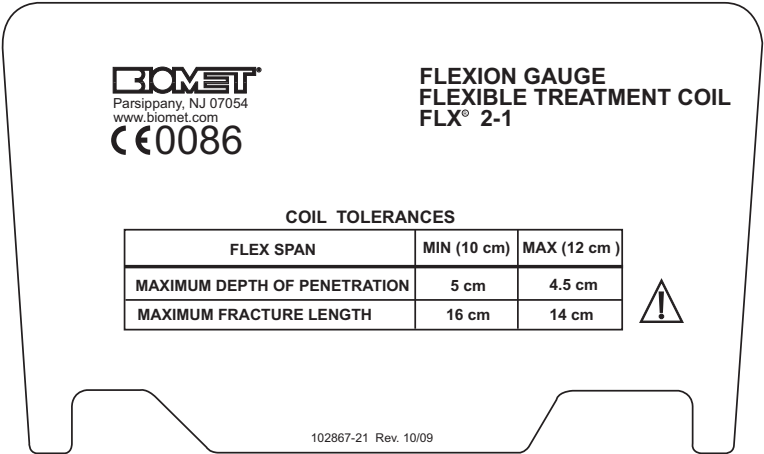 BIOMET®
Parsippany, NJ 07054
www.biomet.com
CE0086
FLEXION GAUGE
FLEXIBLE TREATMENT COIL
FLX® 2-1
COIL TOLERANCES
FLEX SPAN MIN (10 cm) MAX (12 cm )
MAXIMUM DEPTH OF PENETRATION 5 cm 4.5 cm
MAXIMUM FRACTURE LENGTH 16 cm 14 cm
!
102867-21 Rev. 10/09